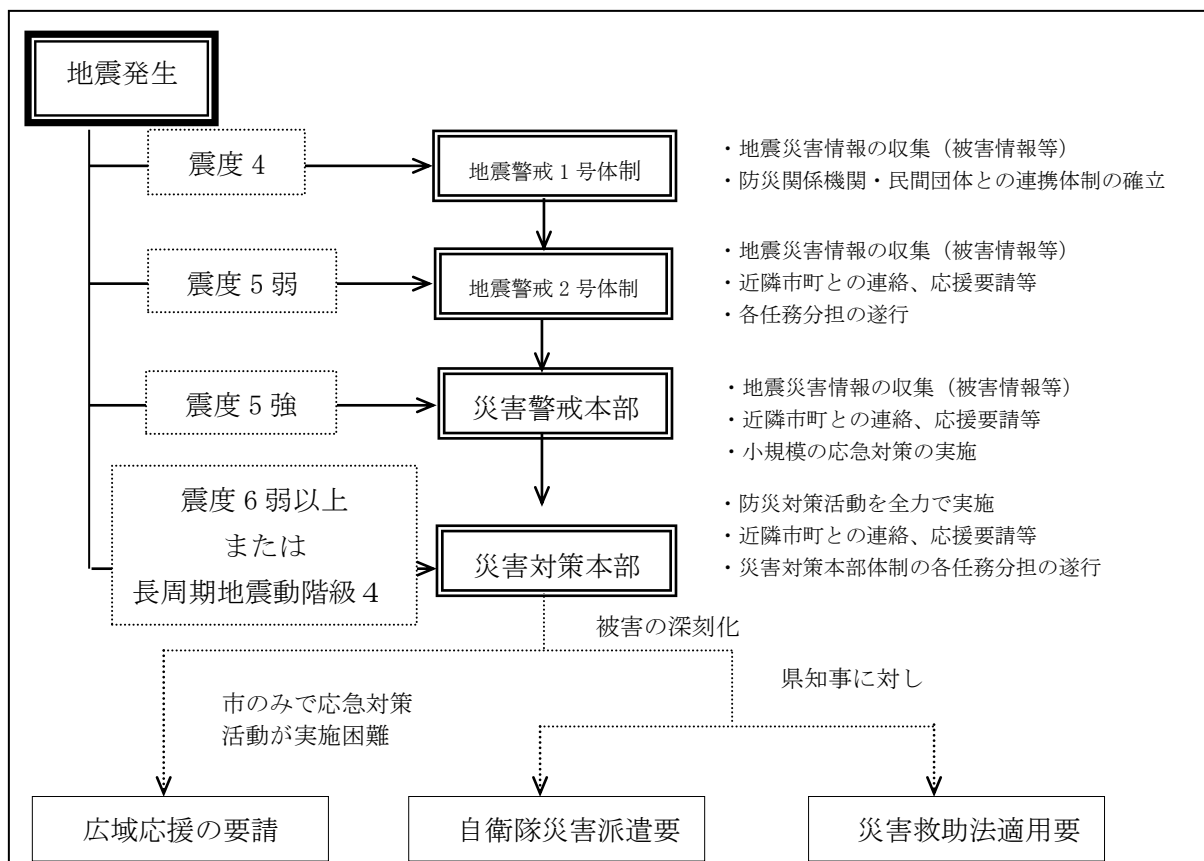 地震発生
震度4
地震警戒1号体制
・地震災害情報の収集（被害情報等）
・防災関係機関・民間団体との連携体制の確立
震度5弱
地震警戒2号体制
・地震災害情報の収集（被害情報等）
・近隣市町との連絡、応援要請等
・各任務分担の遂行
震度5強
災害警戒本部
・地震災害情報の収集（被害情報等）
・近隣市町との連絡、応援要請等
・小規模の応急対策の実施
震度6弱以上
または
長周期地震動階級4
災害対策本部
・防災対策活動を全力で実施
・近隣市町との連絡、応援要請等
・災害対策本部体制の各任務分担の遂行
被害の深刻化
市のみで応急対策
活動が実施困難
県知事に対し
広域応援の要請
自衛隊災害派遣要
災害救助法適用要